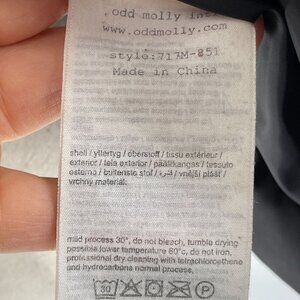 .odd molly
www.oddmolly.com
style:717M-851
Made in China
shell / yllertyg / oberstoff / tissu extérieur /
exterior / tela exterior / päällikangas / tessuto
esterno / buitenste stof / قشرة / vnější plášť /
vrchný materiál.
mild process 30°, do not bleach, tumble drying
possible lower temperature 60°c, do not iron,
professional dry cleaning with tetrachloroethene
and hydrocarbons normal process.
30